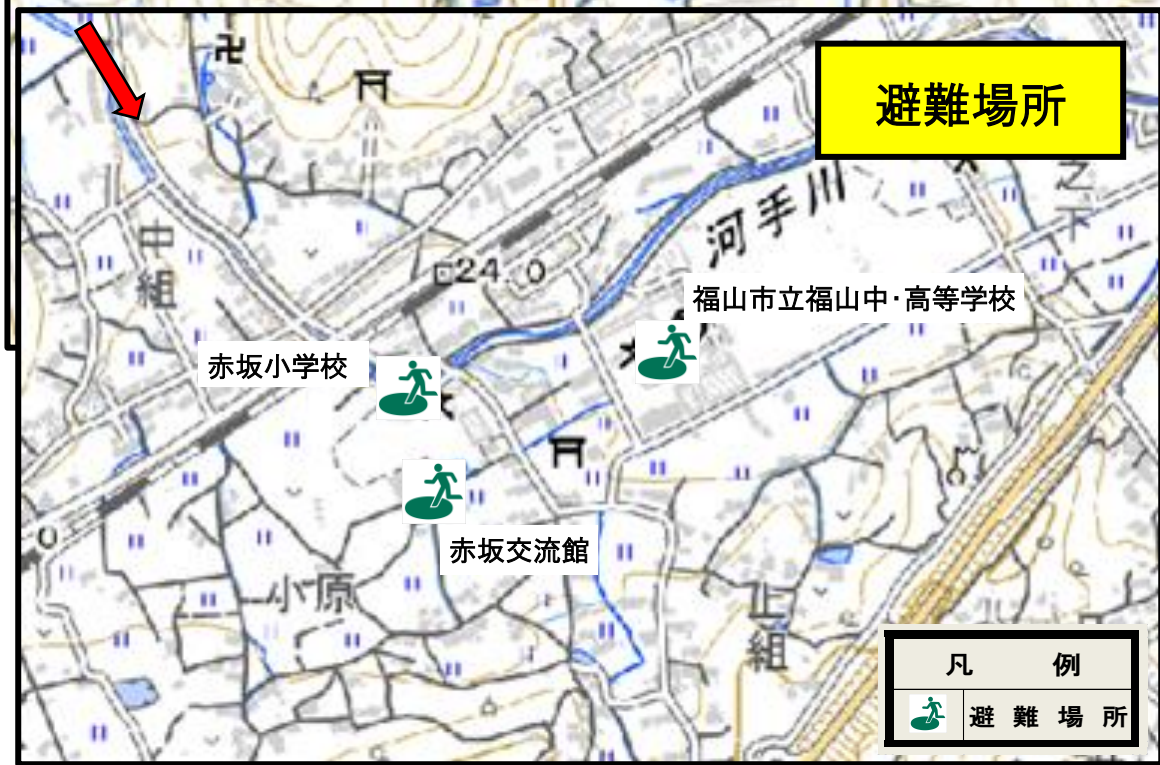 避難場所
河手川
之下
中組
24.0
福山市立福山中・高等学校
赤坂小学校
赤坂交流館
小原
凡 例
避 難 場 所